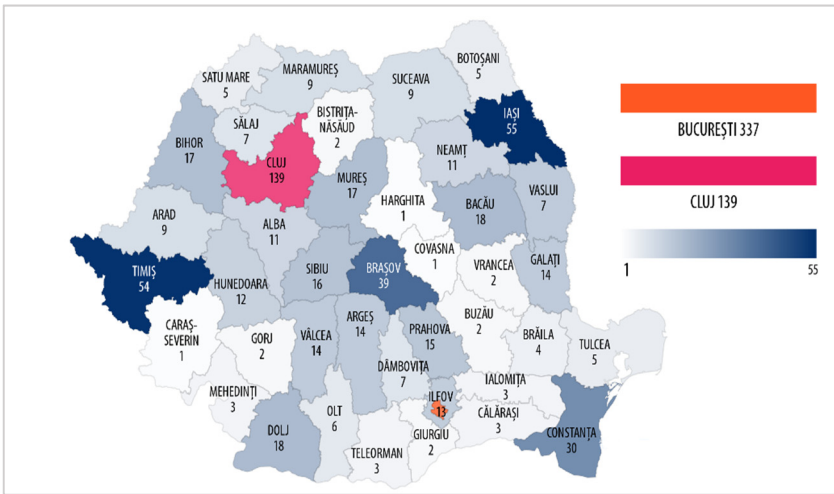 BOTOȘANI
5
SATU MARE
5
MARAMUREȘ
9
SUCEAVA
9
IAȘI
55
BISTRIȚA-
NĂSĂUD
2
SĂLAJ
7
BIHOR
17
CLUJ
139
NEAMȚ
11
MUREȘ
17
HARGHITA
1
BACĂU
18
VASLUI
7
ARAD
9
ALBA
11
TIMIȘ
54
HUNEDOARA
12
SIBIU
16
BRAȘOV
39
COVASNA
1
VRANCEA
2
GALAȚI
14
CARAȘ-
SEVERIN
1
GORJ
2
VÂLCEA
14
ARGEȘ
14
PRAHOVA
15
BUZĂU
2
BRĂILA
4
TULCEA
5
DÂMBOVIȚA
7
MEHEDINȚI
3
DOLJ
18
OLT
6
TELEORMAN
3
ILFOV
13
GIURGIU
2
IALOMIȚA
3
CĂLĂRAȘI
3
CONSTANȚA
30
BUCUREȘTI 337
CLUJ 139
1
55